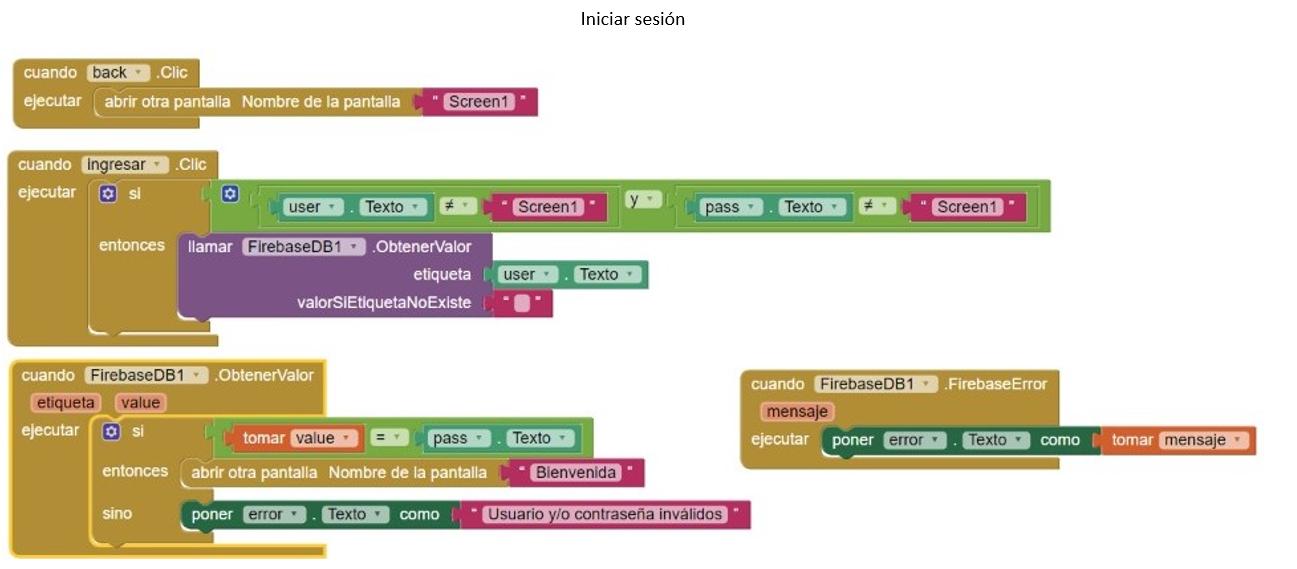 Iniciar sesión
cuando back .Clic
ejecutar abrir otra pantalla Nombre de la pantalla " Screen1 "
cuando ingresar .Clic
ejecutar si user . Texto ≠ " Screen1 " y pass . Texto ≠ " Screen1 "
entonces llamar FirebaseDB1 .ObtenerValor
etiqueta user . Texto
valorSiEtiquetaNoExiste " "
cuando FirebaseDB1 .ObtenerValor
etiqueta value
ejecutar si tomar value = pass . Texto
entonces abrir otra pantalla Nombre de la pantalla " Bienvenida "
sino poner error . Texto como " Usuario y/o contraseña inválidos "
cuando FirebaseDB1 .FirebaseError
mensaje
ejecutar poner error . Texto como tomar mensaje